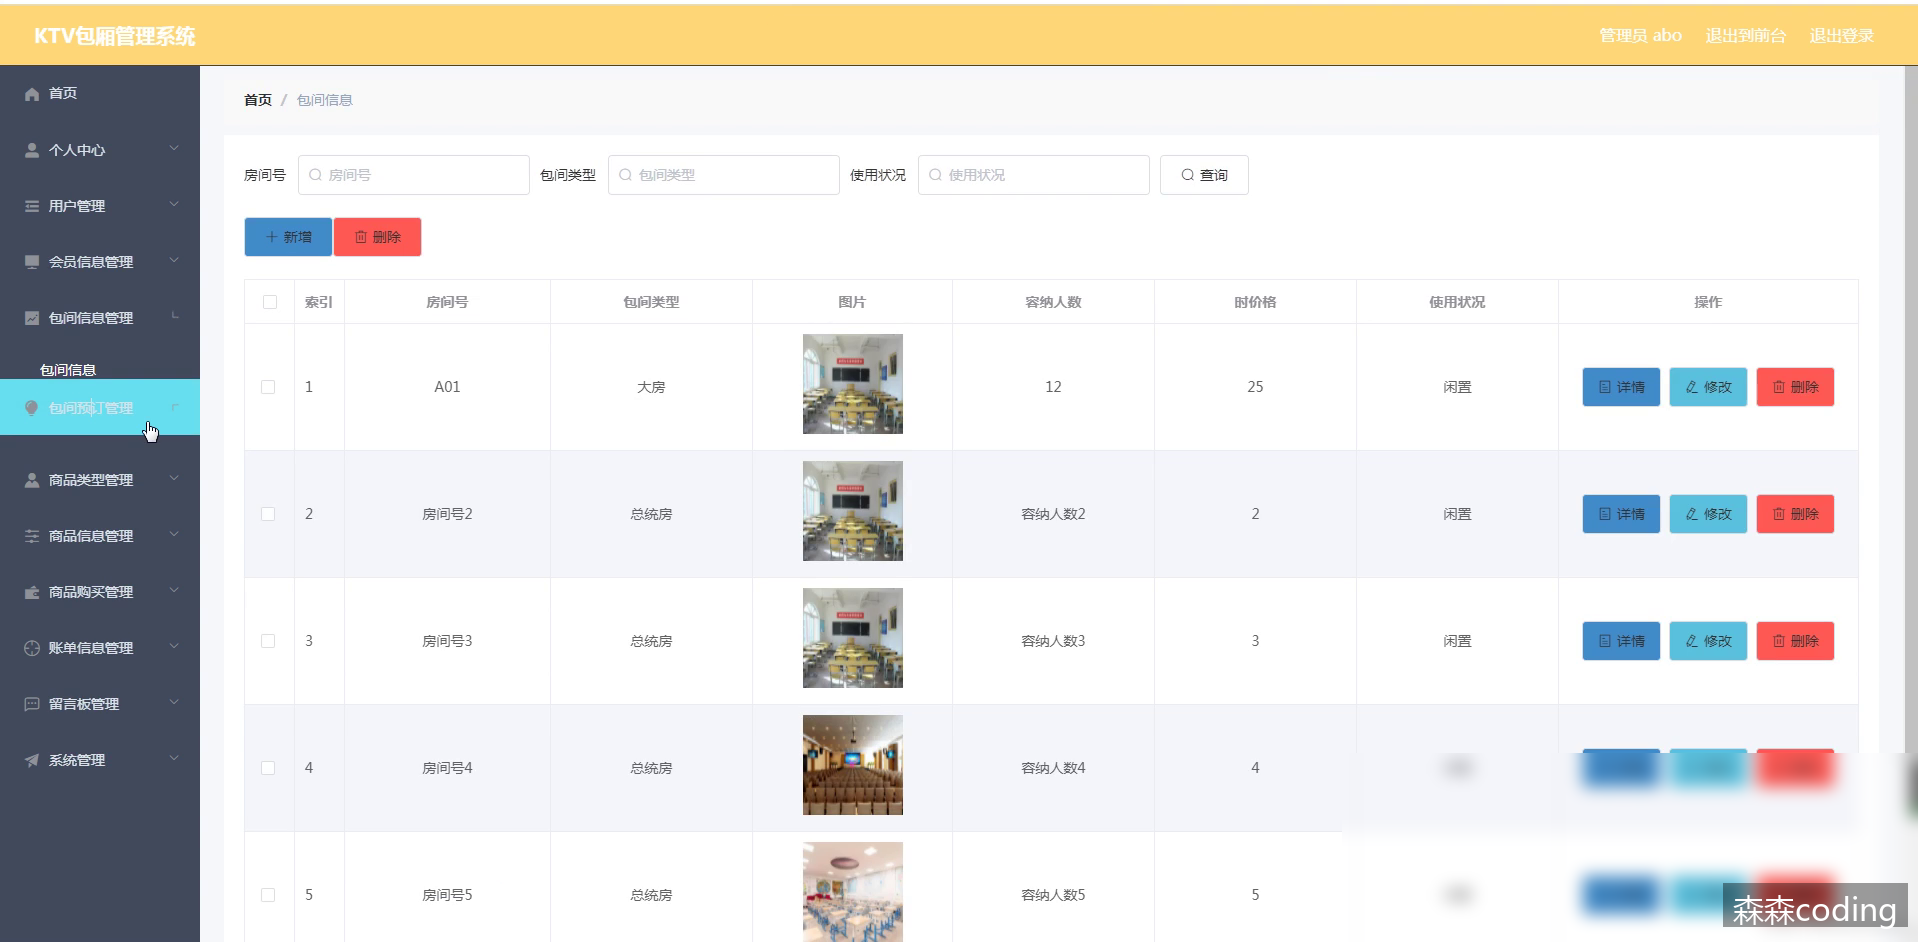 KTV包厢管理系统
管理员 abo 退出到前台 退出登录
首页
个人中心
用户管理
会员信息管理
包间信息管理
包间信息
包间预订管理
商品类型管理
商品信息管理
商品购买管理
账单信息管理
留言板管理
系统管理
首页 / 包间信息
房间号 房间号 包间类型 包间类型 使用状况 使用状况 查询
新增 删除
索引 房间号 包间类型 图片 容纳人数 时价格 使用状况 操作
1 A01 大房 12 25 闲置 详情 修改 删除
2 房间号2 总统房 容纳人数2 2 闲置 详情 修改 删除
3 房间号3 总统房 容纳人数3 3 闲置 详情 修改 删除
4 房间号4 总统房 容纳人数4 4
5 房间号5 总统房 容纳人数5 5
森森coding